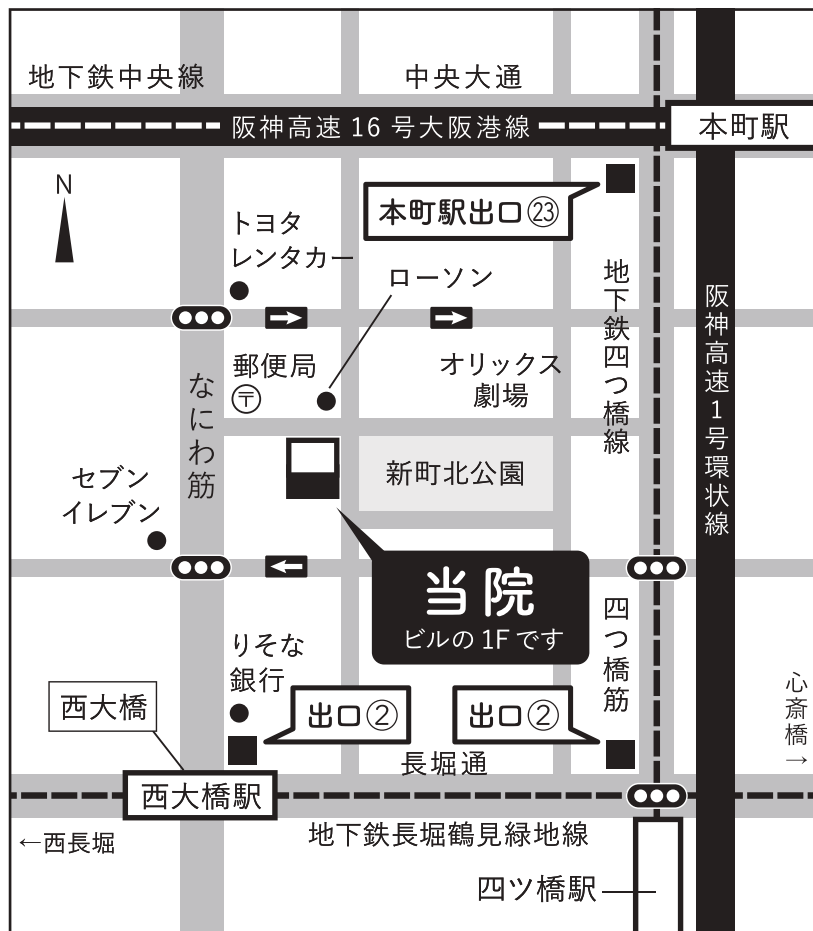 地下鉄中央線
中央大通
阪神高速 16 号大阪港線
本町駅
N
本町駅出口㉓
トヨタ
レンタカー
ローソン
地下鉄四つ橋線
阪神高速1号環状線
郵便局
〒
オリックス
劇場
なにわ筋
新町北公園
セブン
イレブン
当院
ビルの 1F です
りそな
銀行
四つ橋筋
西大橋
出口②
出口②
心斎橋→
長堀通
西大橋駅
←西長堀
地下鉄長堀鶴見緑地線
四ツ橋駅